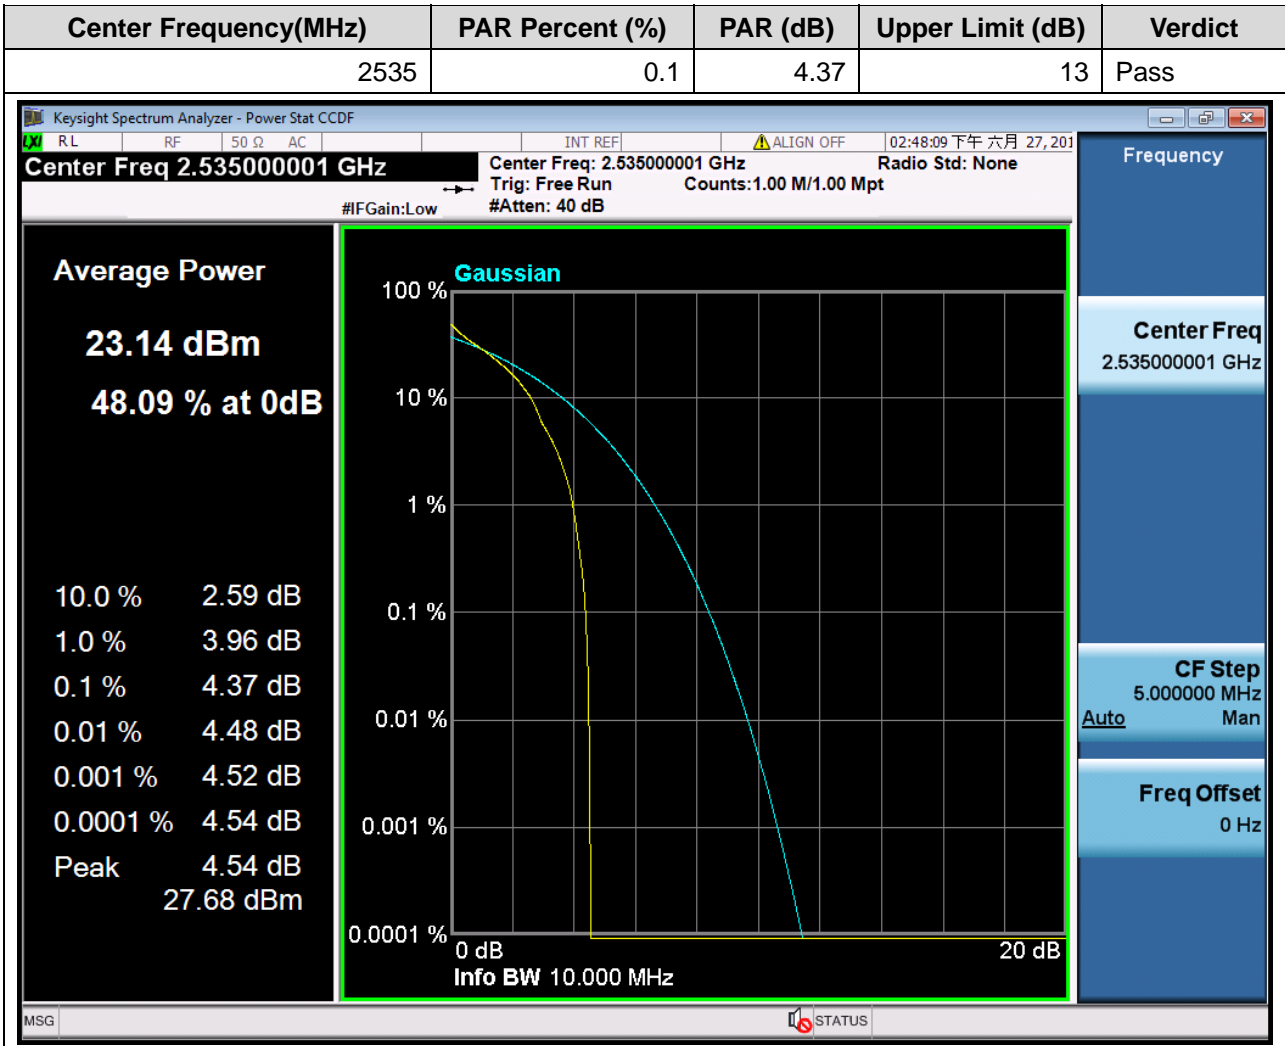 Center Frequency(MHz) PAR Percent (%) PAR (dB) Upper Limit (dB) Verdict
2535 0.1 4.37 13 Pass
Keysight Spectrum Analyzer - Power Stat CCDF
LXI RL RF 50 Ω AC INT REF ALIGN OFF 02:48:09 下午 六月 27, 201
Center Freq 2.535000001 GHz
Center Freq: 2.535000001 GHz Radio Std: None
Trig: Free Run Counts:1.00 M/1.00 Mpt
#IFGain:Low #Atten: 40 dB
Frequency
Average Power
23.14 dBm
48.09 % at 0dB
10.0 % 2.59 dB
1.0 % 3.96 dB
0.1 % 4.37 dB
0.01 % 4.48 dB
0.001 % 4.52 dB
0.0001 % 4.54 dB
Peak 4.54 dB
27.68 dBm
Gaussian
100 %
10 %
1 %
0.1 %
0.01 %
0.001 %
0.0001 %
0 dB 20 dB
Info BW 10.000 MHz
Center Freq
2.535000001 GHz
CF Step
5.000000 MHz
Auto Man
Freq Offset
0 Hz
MSG STATUS